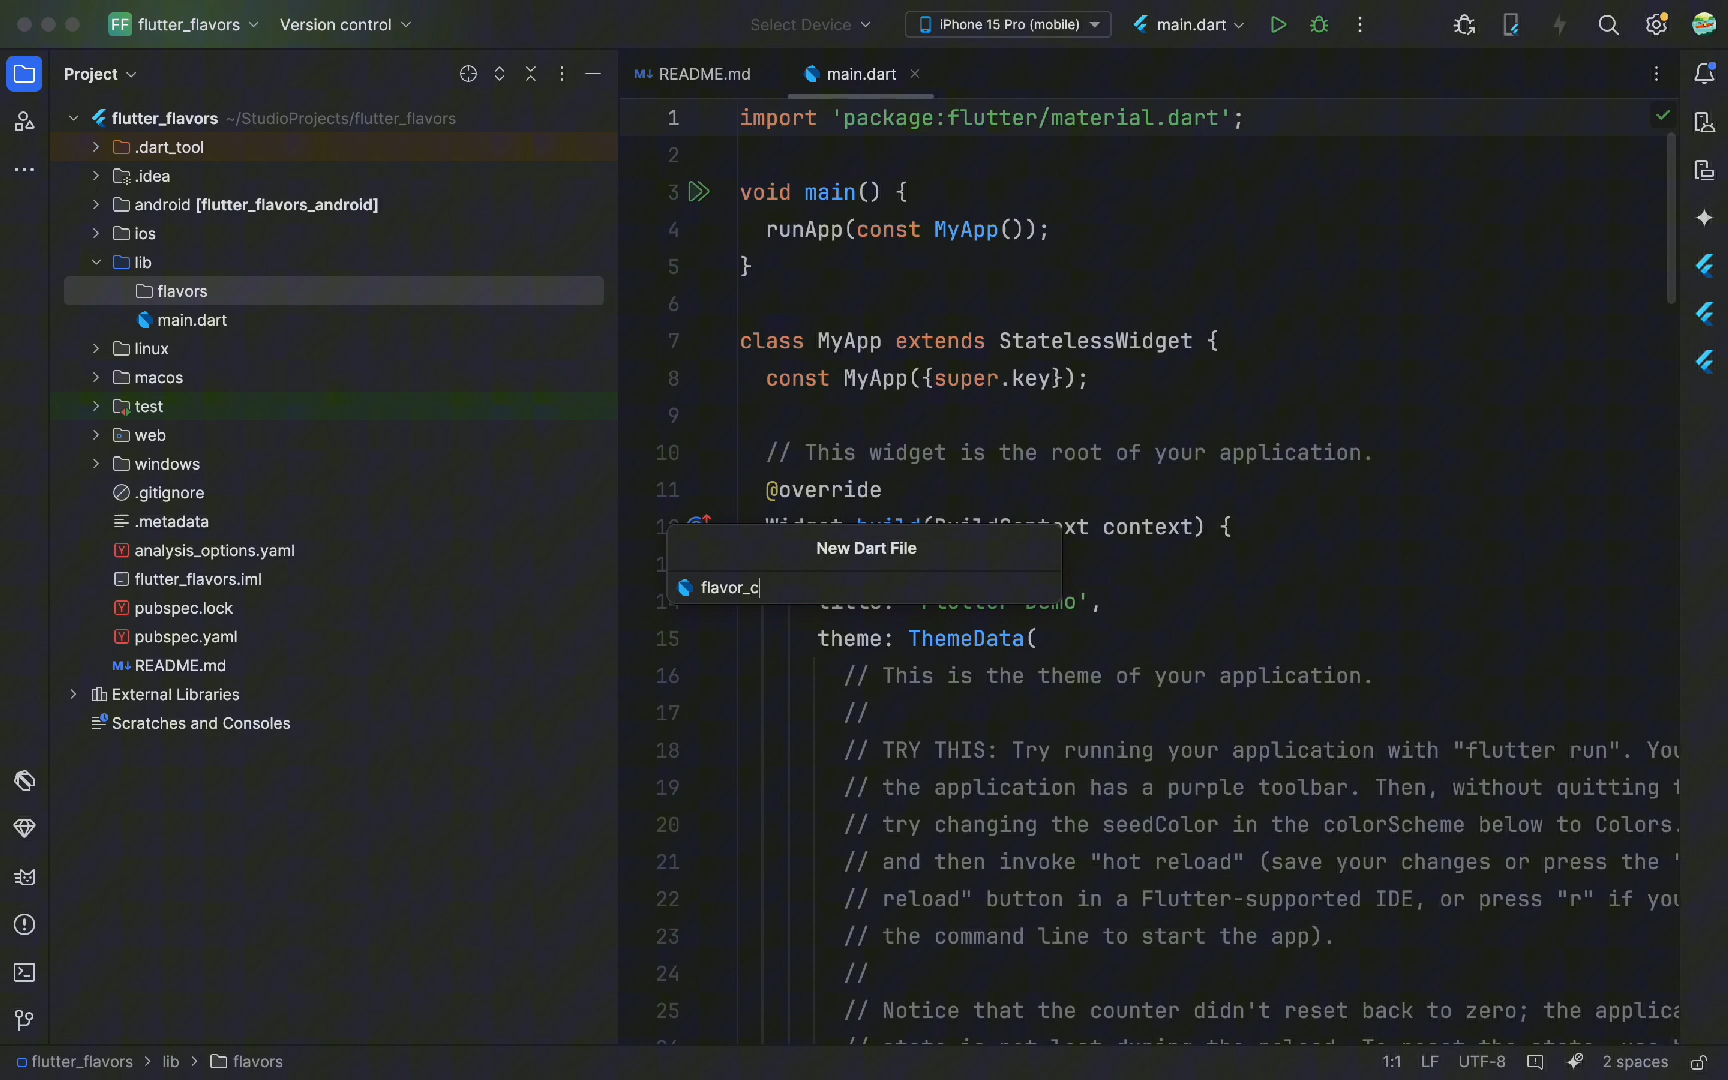 FF flutter_flavors
Version control
Select Device
iPhone 15 Pro (mobile)
main.dart
Project
flutter_flavors ~/StudioProjects/flutter_flavors
.dart_tool
.idea
android [flutter_flavors_android]
ios
lib
flavors
main.dart
linux
macos
test
web
windows
.gitignore
.metadata
analysis_options.yaml
flutter_flavors.iml
pubspec.lock
pubspec.yaml
README.md
External Libraries
Scratches and Consoles
README.md
main.dart
1 import 'package:flutter/material.dart';
2
3 void main() {
4 runApp(const MyApp());
5 }
6
7 class MyApp extends StatelessWidget {
8 const MyApp({super.key});
9
10 // This widget is the root of your application.
11 @override
Widget build(BuildContext context) {
New Dart File
flavor_c
title: 'Flutter Demo',
15 theme: ThemeData(
16 // This is the theme of your application.
17 //
18 // TRY THIS: Try running your application with "flutter run". You
19 // the application has a purple toolbar. Then, without quitting
20 // try changing the seedColor in the colorScheme below to Colors.
21 // and then invoke "hot reload" (save your changes or press the "
22 // reload" button in a Flutter-supported IDE, or press "r" if you
23 // the command line to start the app).
24 //
25 // Notice that the counter didn't reset back to zero; the applica
flutter_flavors > lib > flavors
1:1 LF UTF-8 2 spaces